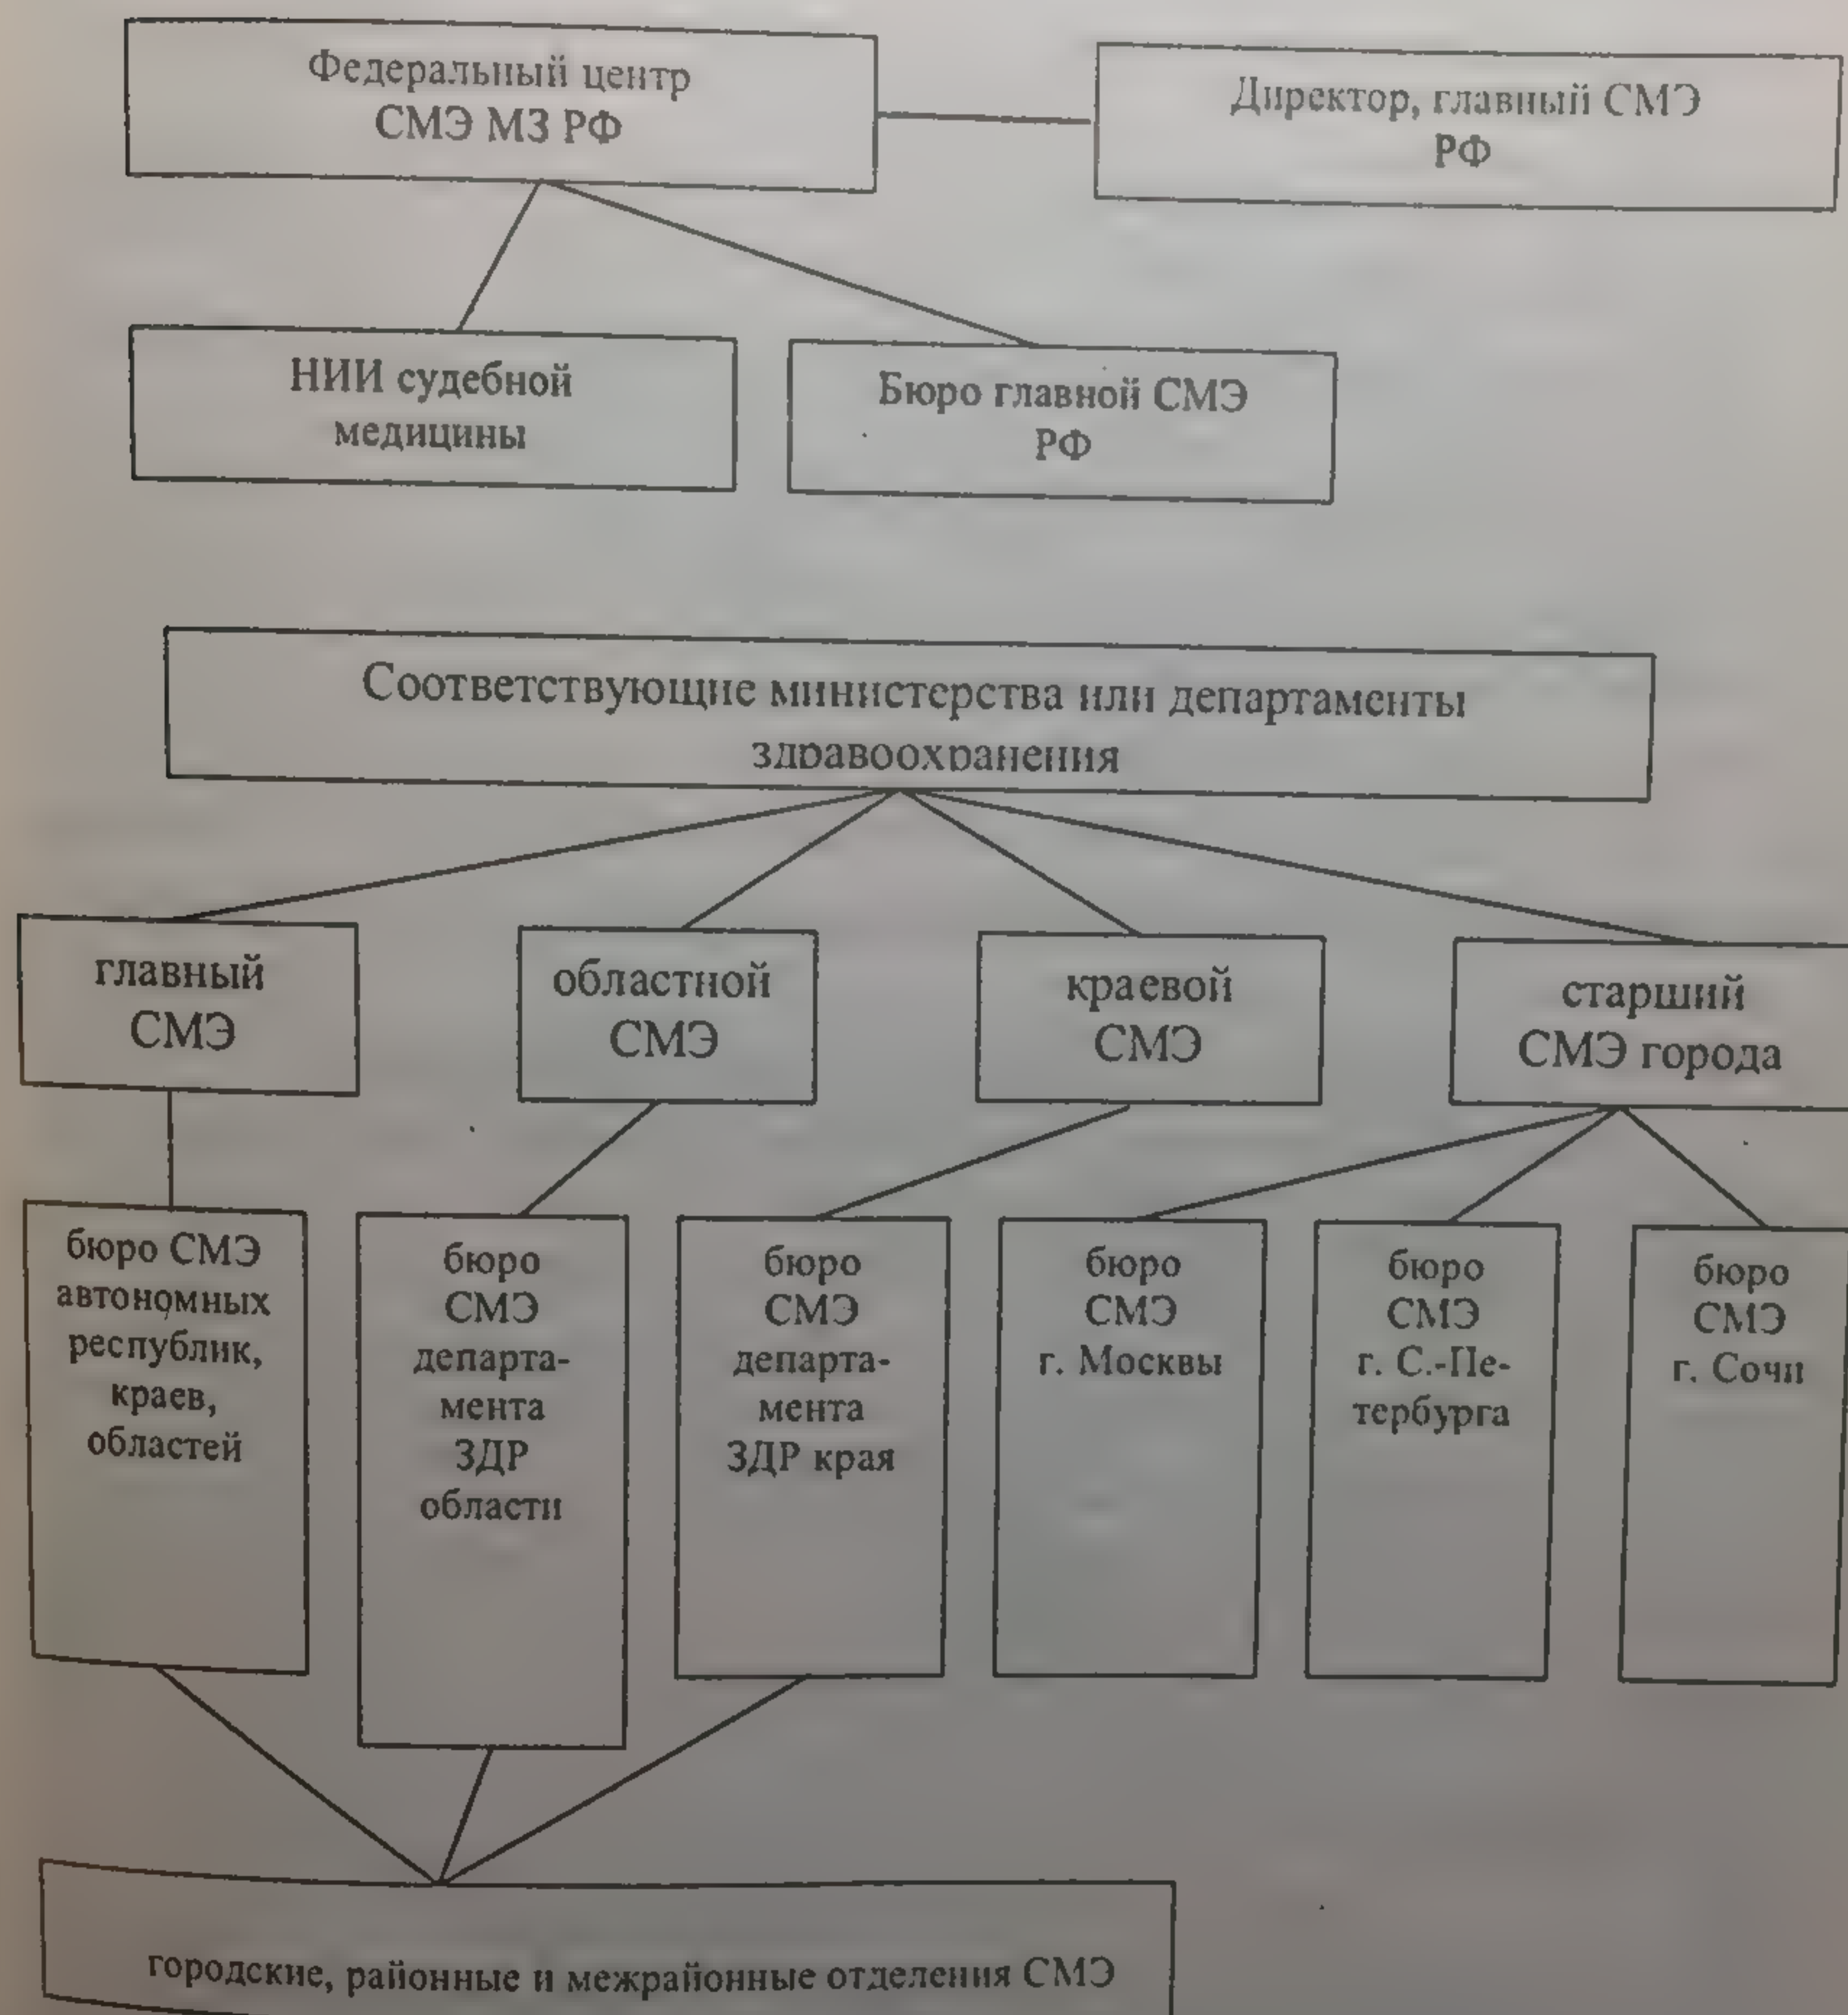 Федеральный центр
СМЭ МЗ РФ
Директор, главный СМЭ
РФ
НИИ судебной
медицины
Бюро главной СМЭ
РФ
Соответствующие министерства или департаменты
здравоохранения
главный
СМЭ
областной
СМЭ
краевой
СМЭ
старший
СМЭ города
бюро СМЭ
автономных
республик,
краев,
областей
бюро
СМЭ
департа-
мента
ЗДР
области
бюро
СМЭ
департа-
мента
ЗДР края
бюро
СМЭ
г. Москвы
бюро
СМЭ
г. С.-Пе-
тербурга
бюро
СМЭ
г. Сочи
городские, районные и межрайонные отделения СМЭ